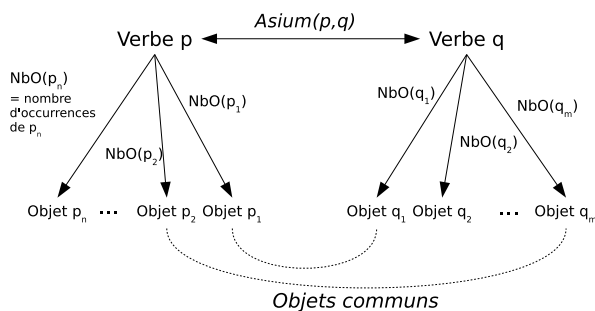 Asium(p,q)
Verbe p
Verbe q
NbO(pn)
= nombre
d'occurrences
de pn
NbO(p2)
NbO(p1)
NbO(q1)
NbO(q2)
NbO(qm)
Objet pn ... Objet p2 Objet p1
Objet q1 Objet q2 ... Objet qm
Objets communs